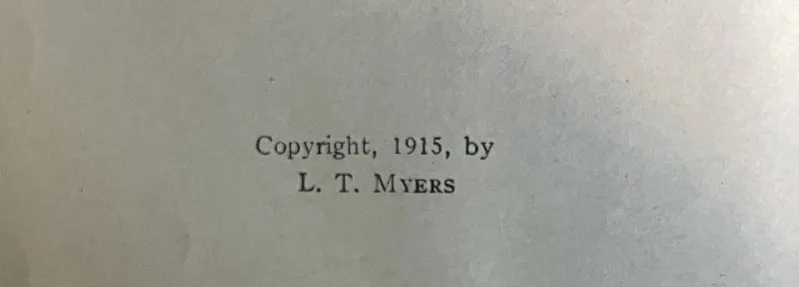 Copyright, 1915, by
L. T. MYERS